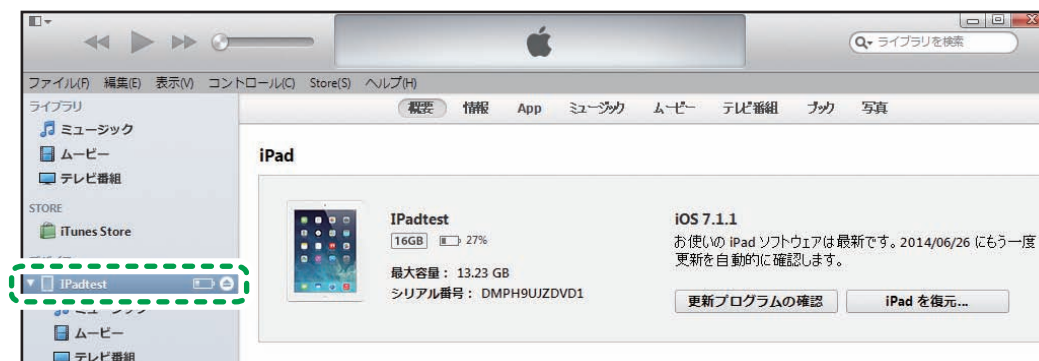 ライブラリを検索
ファイル(F) 編集(E) 表示(V) コントロール(C) Store(S) ヘルプ(H)
ライブラリ
ミュージック
ムービー
テレビ番組
STORE
iTunes Store
IPadtest
ムービー
テレビ番組
概要 情報 App ミュージック ムービー テレビ番組 ブック 写真
iPad
IPadtest
16GB 27%
最大容量： 13.23 GB
シリアル番号： DMPH9UJZDVD1
iOS 7.1.1
お使いの iPad ソフトウェアは最新です。2014/06/26 にもう一度
更新を自動的に確認します。
更新プログラムの確認 iPad を復元...